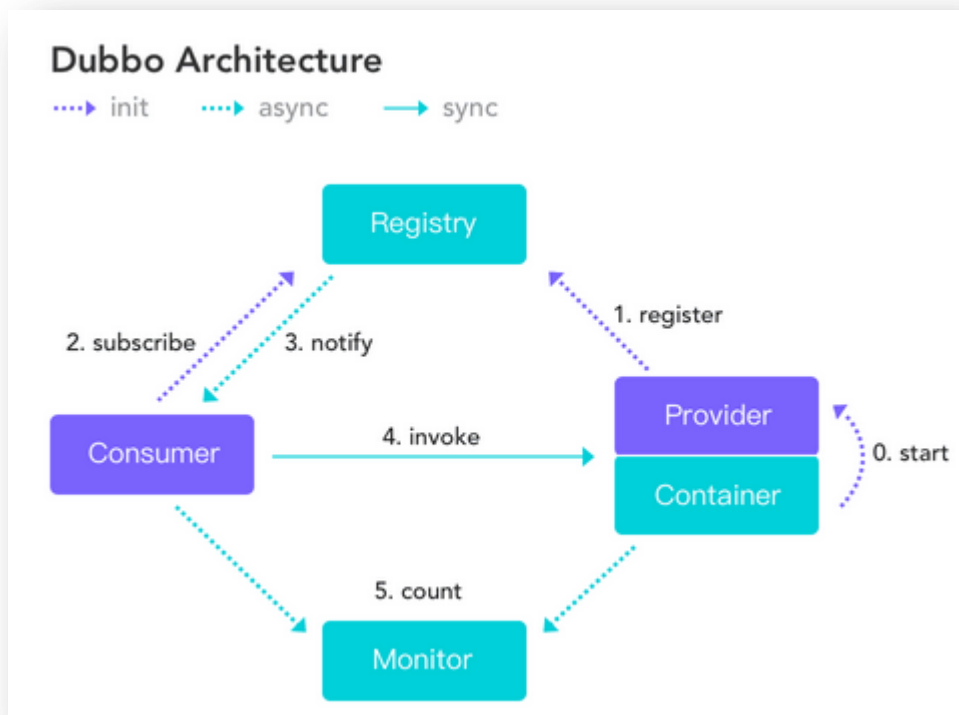 Dubbo Architecture
init async sync
Registry
1. register
2. subscribe 3. notify
Provider
4. invoke
Consumer
0. start
Container
5. count
Monitor